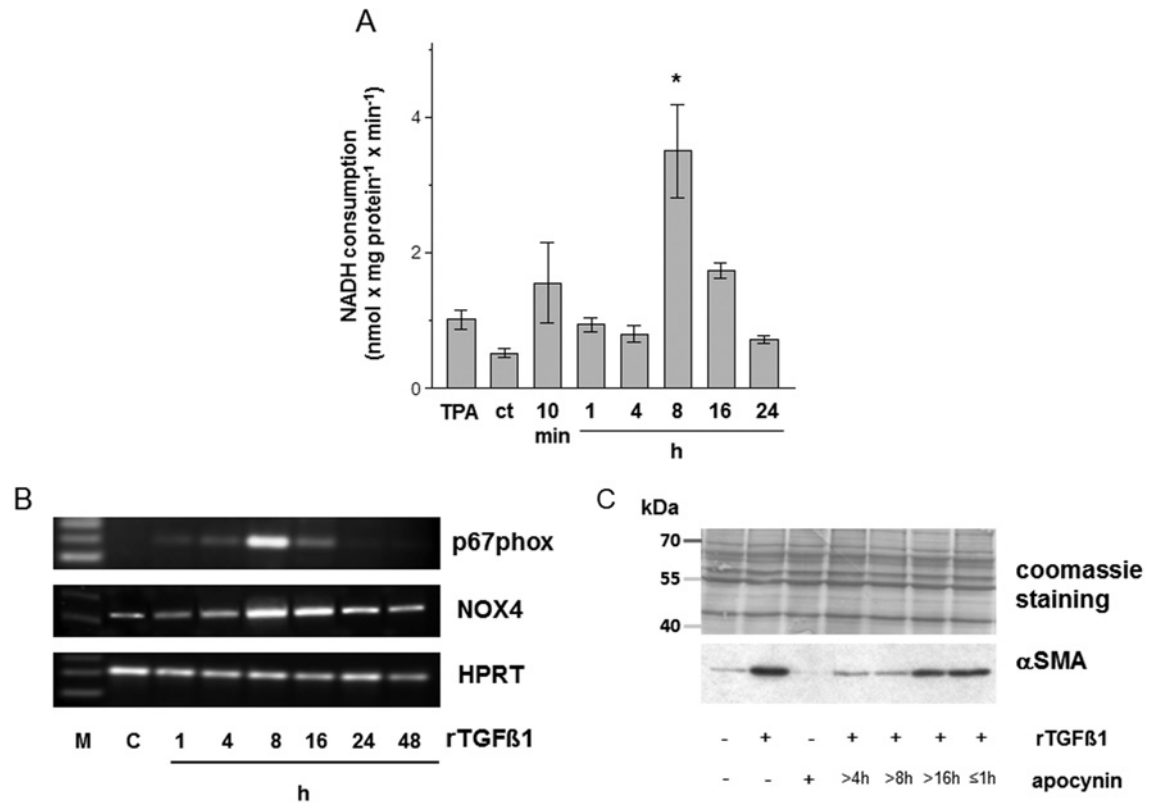 A
NADH consumption
(nmol x mg protein⁻¹ x min⁻¹)
4
2
0
*
TPA ct 10 1 4 8 16 24
min
h
B
p67phox
NOX4
HPRT
M C 1 4 8 16 24 48 rTGFß1
h
C
kDa
70
55
40
coomassie
staining
αSMA
- + - + + + + rTGFß1
- - + >4h >8h >16h ≤1h apocynin